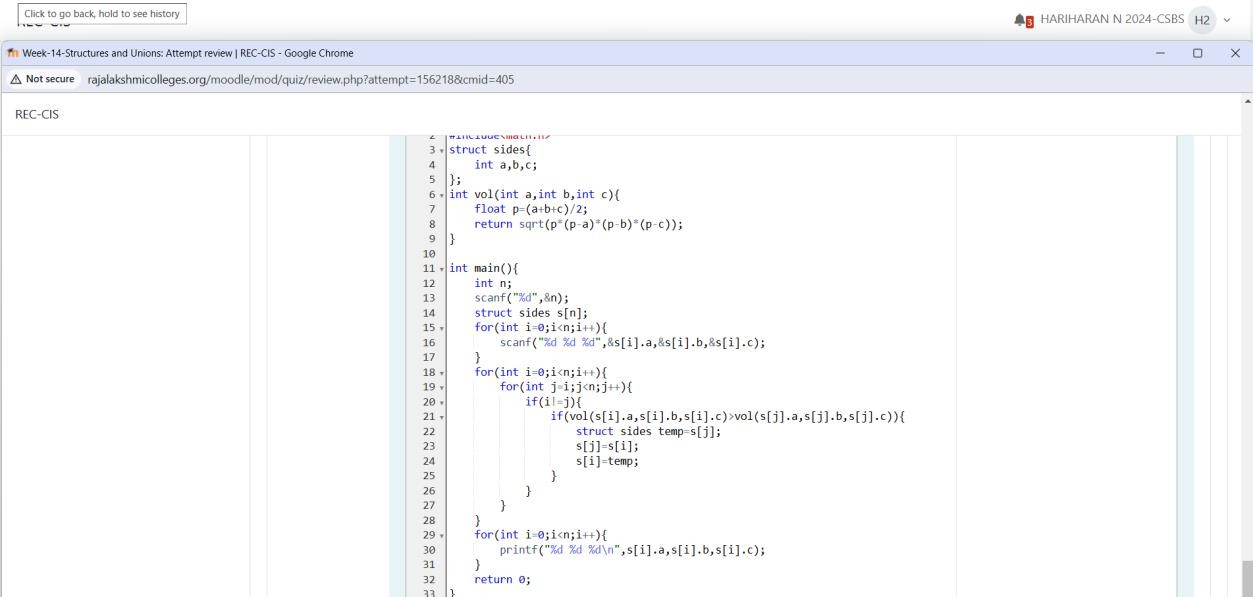 Click to go back, hold to see history
3 HARIHARAN N 2024-CSBS H2
Week-14-Structures and Unions: Attempt review | REC-CIS - Google Chrome
Not secure rajalakshmicolleges.org/moodle/mod/quiz/review.php?attempt=156218&cmid=405
REC-CIS
2 #include<math.h>
3 struct sides{
4 int a,b,c;
5 };
6 int vol(int a,int b,int c){
7 float p=(a+b+c)/2;
8 return sqrt(p*(p-a)*(p-b)*(p-c));
9 }
10
11 int main(){
12 int n;
13 scanf("%d",&n);
14 struct sides s[n];
15 for(int i=0;i<n;i++){
16 scanf("%d %d %d",&s[i].a,&s[i].b,&s[i].c);
17 }
18 for(int i=0;i<n;i++){
19 for(int j=i;j<n;j++){
20 if(i!=j){
21 if(vol(s[i].a,s[i].b,s[i].c)>vol(s[j].a,s[j].b,s[j].c)){
22 struct sides temp=s[j];
23 s[j]=s[i];
24 s[i]=temp;
25 }
26 }
27 }
28 }
29 for(int i=0;i<n;i++){
30 printf("%d %d %d\n",s[i].a,s[i].b,s[i].c);
31 }
32 return 0;
33 }